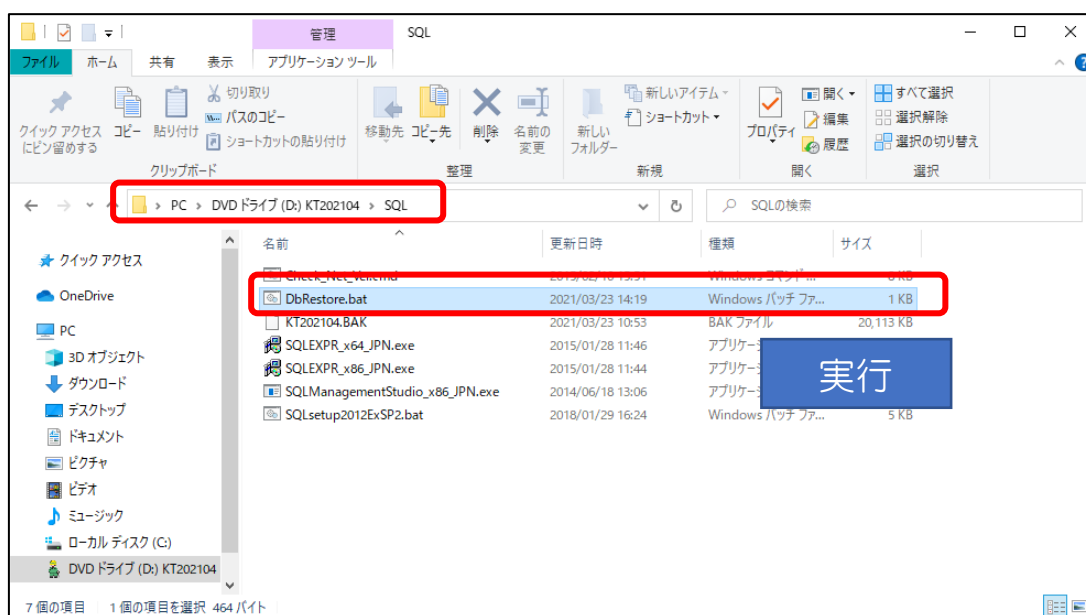 管理 SQL
ファイル ホーム 共有 表示 アプリケーション ツール
クイック アクセス
にピン留めする
コピー
貼り付け
切り取り
パスのコピー
ショートカットの貼り付け
クリップボード
移動先
コピー先
削除
名前の
変更
整理
新しい
フォルダー
新しいアイテム
ショートカット
新規
プロパティ
開く
編集
履歴
開く
すべて選択
選択解除
選択の切り替え
選択
PC › DVD ドライブ (D:) KT202104 › SQL
SQLの検索
名前 更新日時 種類 サイズ
DbRestore.bat 2021/03/23 14:19 Windows バッチ ファ... 1 KB
KT202104.BAK 2021/03/23 10:53 BAK ファイル 20,113 KB
SQLEXPR_x64_JPN.exe 2015/01/28 11:46
SQLEXPR_x86_JPN.exe 2015/01/28 11:44
SQLManagementStudio_x86_JPN.exe 2014/06/18 13:06
SQLsetup2012ExSP2.bat 2018/01/29 16:24 Windows バッチ ファ... 5 KB
実行
クイック アクセス
OneDrive
PC
3D オブジェクト
ダウンロード
デスクトップ
ドキュメント
ピクチャ
ビデオ
ミュージック
ローカル ディスク (C:)
DVD ドライブ (D:) KT202104
7 個の項目 1 個の項目を選択 464 バイト